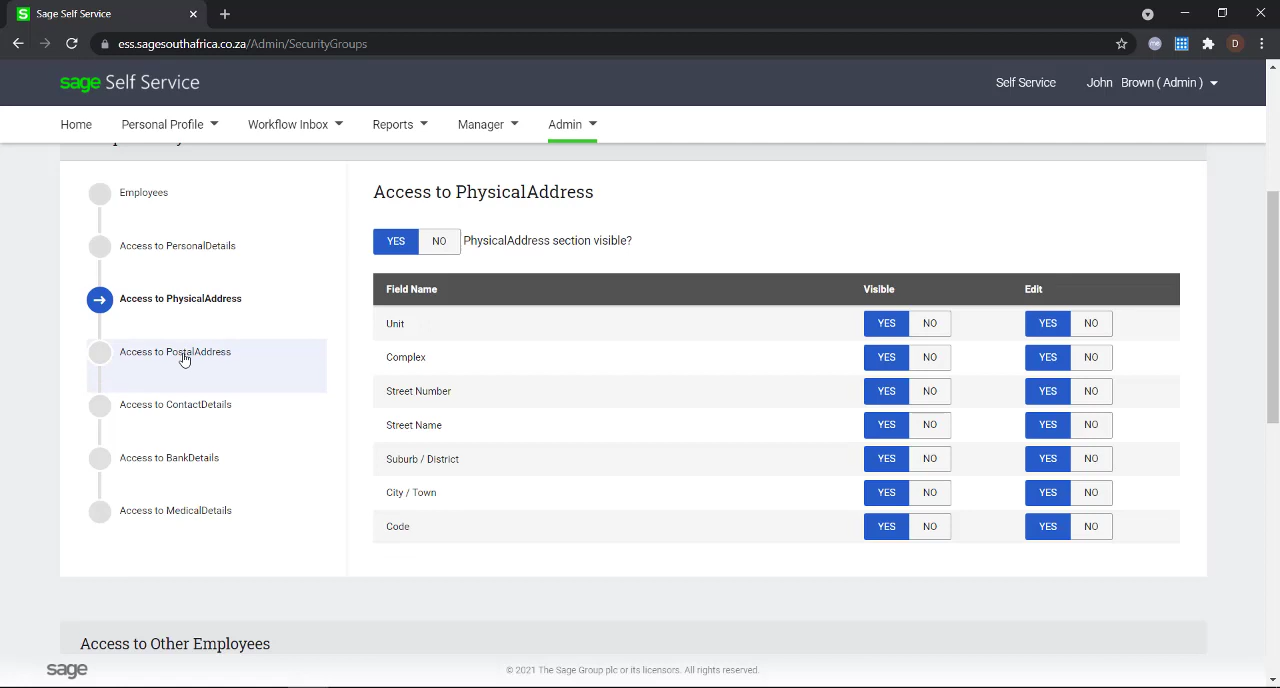 Sage Self Service
ess.sagesouthafrica.co.za/Admin/SecurityGroups
D
sage Self Service
Self Service
John Brown ( Admin )
Home
Personal Profile
Workflow Inbox
Reports
Manager
Admin
Employees
Access to PersonalDetails
Access to PhysicalAddress
Access to PostalAddress
Access to ContactDetails
Access to BankDetails
Access to MedicalDetails
Access to PhysicalAddress
YES NO PhysicalAddress section visible?
Field Name Visible Edit
Unit YES NO YES NO
Complex YES NO YES NO
Street Number YES NO YES NO
Street Name YES NO YES NO
Suburb / District YES NO YES NO
City / Town YES NO YES NO
Code YES NO YES NO
Access to Other Employees
sage
© 2021 The Sage Group plc or its licensors. All rights reserved.